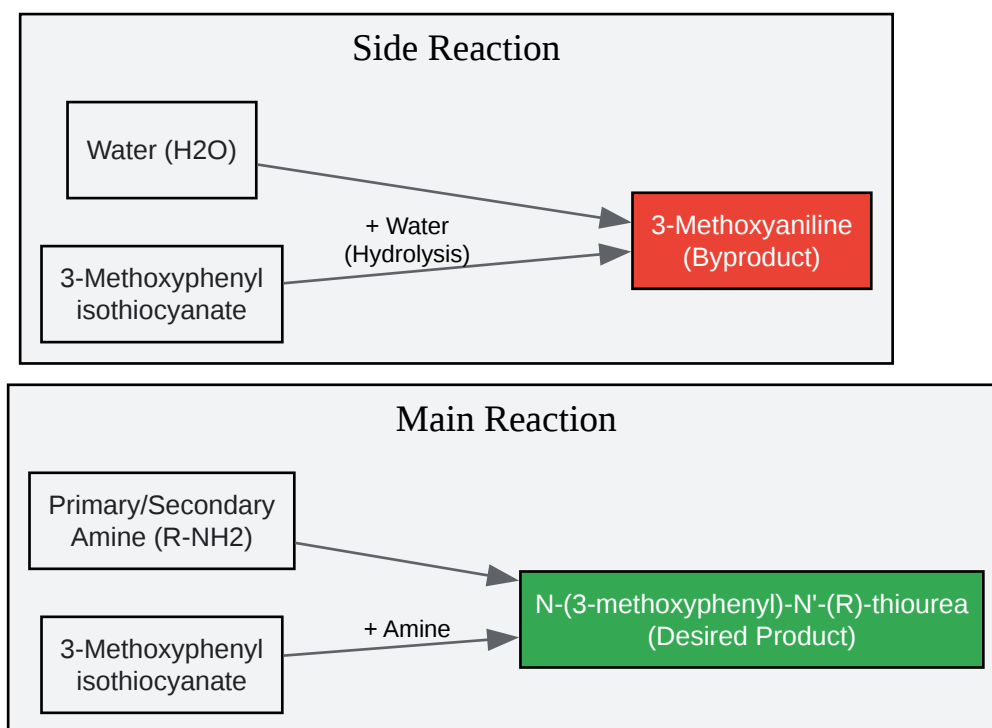 Side Reaction
Water (H2O)
+ Water
(Hydrolysis)
3-Methoxyphenyl
isothiocyanate
3-Methoxyaniline
(Byproduct)
Main Reaction
Primary/Secondary
Amine (R-NH2)
+ Amine
3-Methoxyphenyl
isothiocyanate
N-(3-methoxyphenyl)-N'-(R)-thiourea
(Desired Product)